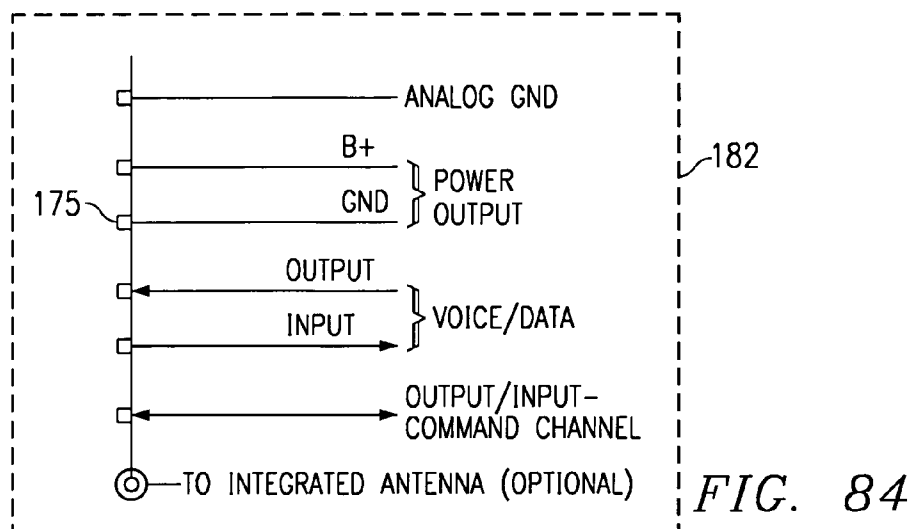 ANALOG GND
B+
182
POWER
175
GND
OUTPUT
OUTPUT
VOICE/DATA
INPUT
OUTPUT/INPUT-
COMMAND CHANNEL
TO INTEGRATED ANTENNA (OPTIONAL)
FIG. 84